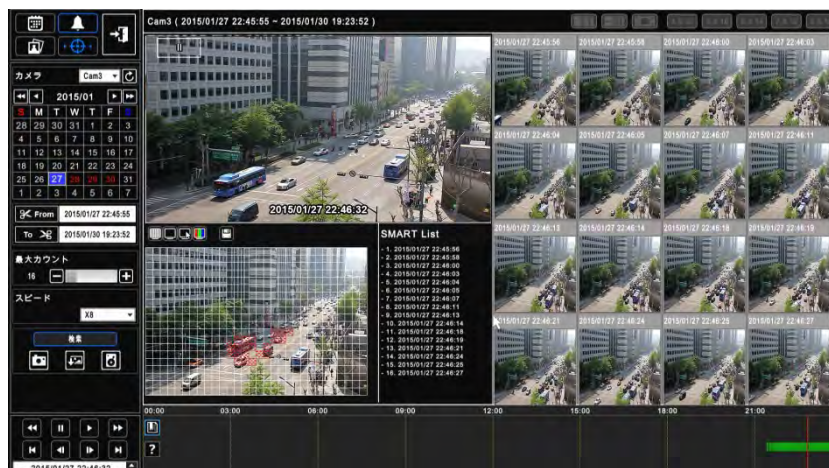 Cam3 ( 2015/01/27 22:45:55 ~ 2015/01/30 19:23:52 )
カメラ
Cam3
2015/01
S M T W T F S
28 29 30 31 1 2 3
4 5 6 7 8 9 10
11 12 13 14 15 16 17
18 19 20 21 22 23 24
25 26 27 28 29 30 31
1 2 3 4 5 6 7
From 2015/01/27 22:45:55
To 2015/01/30 19:23:52
最大カウント
16
スピード
X8
検索
2015/01/27 22:46:32
2015/01/27 22:46:32
SMART List
- 1. 2015/01/27 22:45:56
- 2. 2015/01/27 22:45:58
- 3. 2015/01/27 22:46:00
- 4. 2015/01/27 22:46:03
- 5. 2015/01/27 22:46:04
- 6. 2015/01/27 22:46:05
- 7. 2015/01/27 22:46:07
- 8. 2015/01/27 22:46:11
- 9. 2015/01/27 22:46:13
- 10. 2015/01/27 22:46:14
- 11. 2015/01/27 22:46:18
- 12. 2015/01/27 22:46:19
- 13. 2015/01/27 22:46:21
- 14. 2015/01/27 22:46:24
- 15. 2015/01/27 22:46:25
- 16. 2015/01/27 22:46:27
2015/01/27 22:45:56 2015/01/27 22:45:58 2015/01/27 22:46:00 2015/01/27 22:46:03
2015/01/27 22:46:04 2015/01/27 22:46:05 2015/01/27 22:46:07 2015/01/27 22:46:11
2015/01/27 22:46:13 2015/01/27 22:46:14 2015/01/27 22:46:18 2015/01/27 22:46:19
2015/01/27 22:46:21 2015/01/27 22:46:24 2015/01/27 22:46:25 2015/01/27 22:46:27
00:00 03:00 06:00 09:00 12:00 15:00 18:00 21:00
?